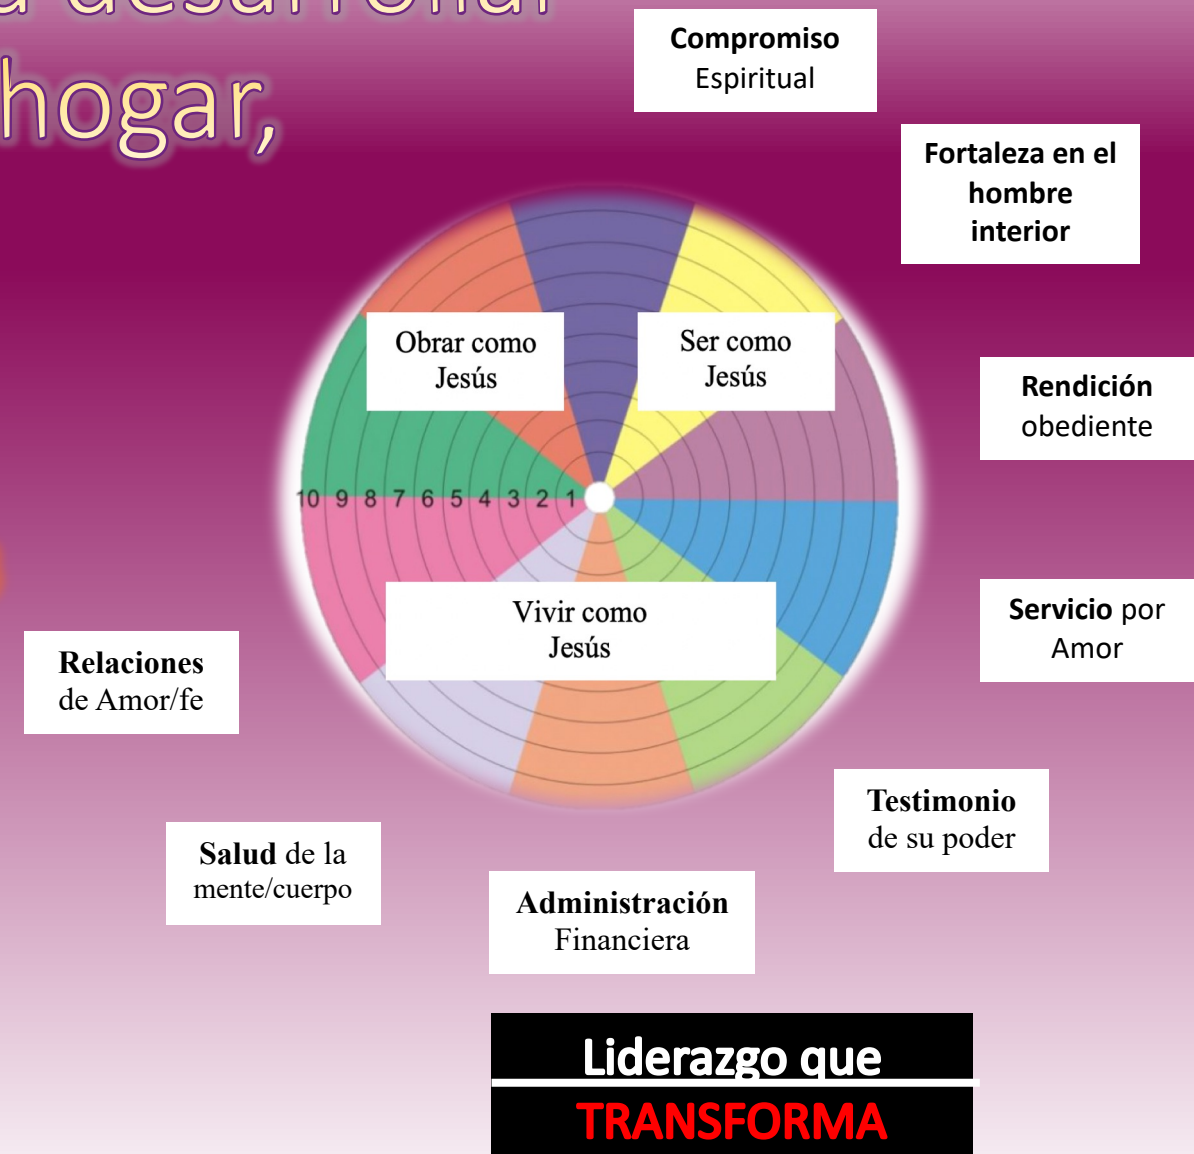 a desarrollar
hogar,
Compromiso
Espiritual
Fortaleza en el
hombre
interior
Obrar como
Jesús
Ser como
Jesús
Rendición
obediente
10 9 8 7 6 5 4 3 2 1
Vivir como
Jesús
Servicio por
Amor
Relaciones
de Amor/fe
Testimonio
de su poder
Salud de la
mente/cuerpo
Administración
Financiera
Liderazgo que
TRANSFORMA